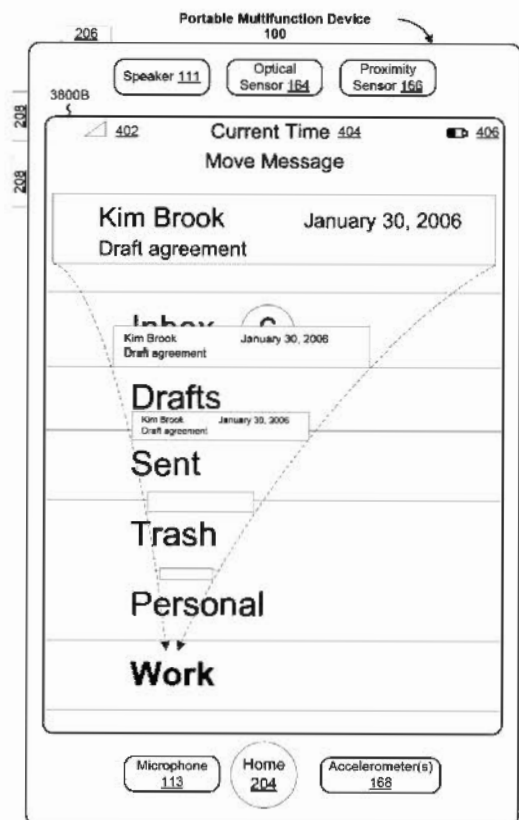 Portable Multifunction Device
100
206
Speaker 111
Optical
Sensor 164
Proximity
Sensor 166
3800B
208
208
402
Current Time 404
406
Move Message
Kim Brook January 30, 2006
Draft agreement
Inbox
Kim Brook January 30, 2006
Draft agreement
Drafts
Kim Brook January 30, 2006
Draft agreement
Sent
Trash
Personal
Work
Microphone
113
Home
204
Accelerometer(s)
168